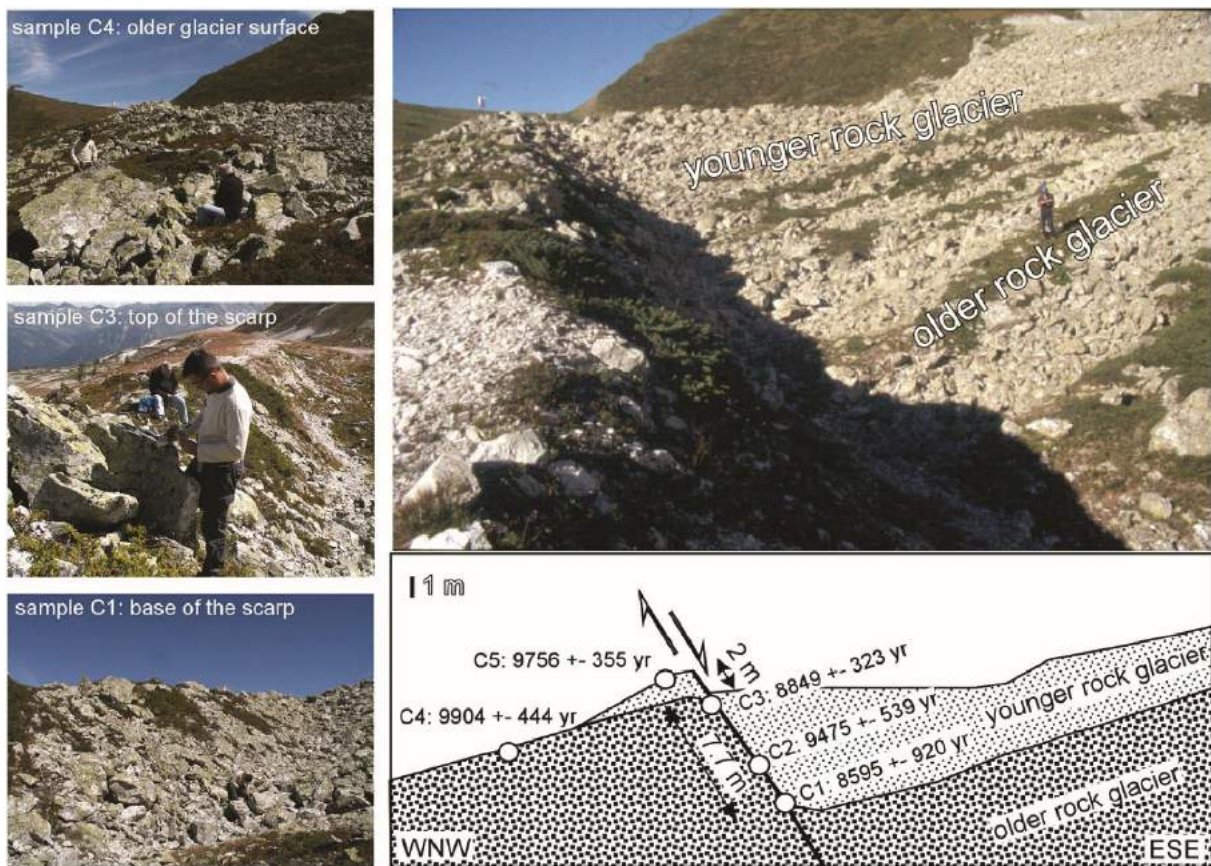 sample C4: older glacier surface
younger rock glacier
older rock glacier
sample C3: top of the scarp
sample C1: base of the scarp
1 m
C5: 9756 +- 355 yr
2 m
C4: 9904 +- 444 yr
C3: 8849 +- 323 yr
C2: 9475 +- 539 yr
C1: 8595 +- 920 yr
77 m
younger rock glacier
older rock glacier
WNW
ESE